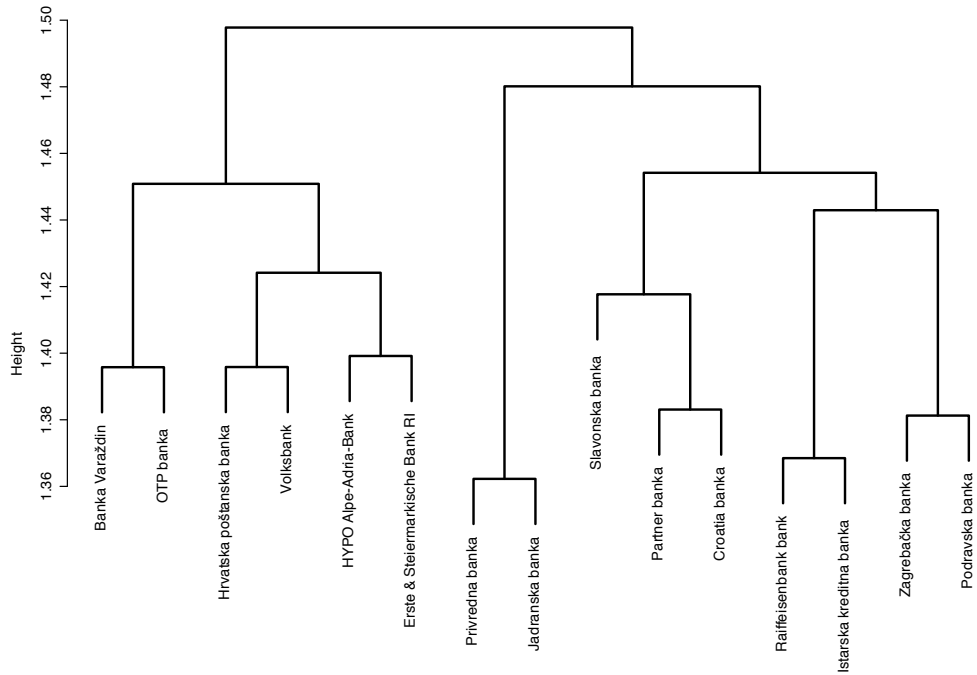 Height
1.50
1.48
1.46
1.44
1.42
1.40
1.38
1.36
Banka Varaždin
OTP banka
Hrvatska poštanska banka
Volksbank
HYPO Alpe-Adria-Bank
Erste & Steiermarkische Bank RI
Privredna banka
Jadranska banka
Slavonska banka
Partner banka
Croatia banka
Raiffeisenbank bank
Istarska kreditna banka
Zagrebačka banka
Podravska banka